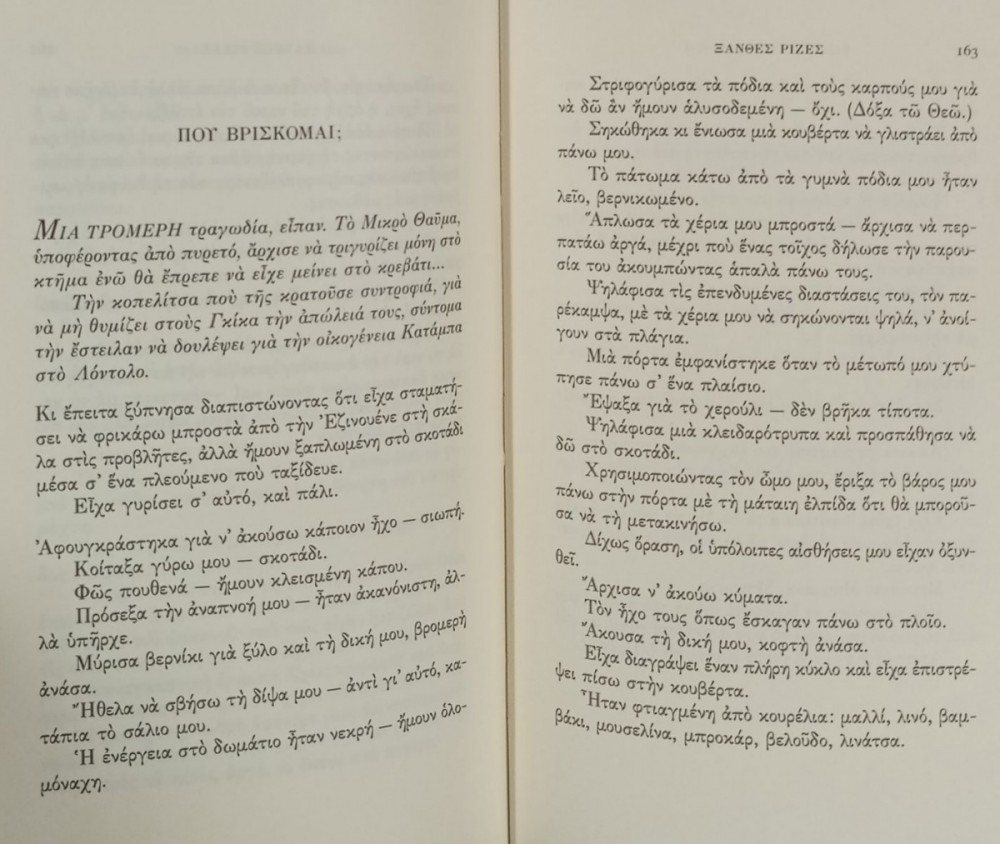 ΠΟΥ ΒΡΙΣΚΟΜΑΙ;
ΜΙΑ ΤΡΟΜΕΡΗ τραγωδία, εἶπαν. Τὸ Μικρὸ Θαῦμα,
ὑποφέροντας ἀπὸ πυρετό, ἄρχισε νὰ τριγυρίζει μόνη στὸ
κτῆμα ἐνῶ θὰ ἔπρεπε νὰ εἶχε μείνει στὸ κρεβάτι...
Τὴν κοπελίτσα ποὺ τῆς κρατοῦσε συντροφιά, γιὰ
νὰ μὴ θυμίζει στοὺς Γκίκα τὴν ἀπώλειά τους, σύντομα
τὴν ἔστειλαν νὰ δουλέψει γιὰ τὴν οἰκογένεια Κατάμπα
στὸ Λόντολο.
Κι ἔπειτα ξύπνησα διαπιστώνοντας ὅτι εἶχα σταματή-
σει νὰ φρικάρω μπροστὰ ἀπὸ τὴν Ἐζινουένε στὴ σκά-
λα στὶς προβλῆτες, ἀλλὰ ἤμουν ξαπλωμένη στὸ σκοτάδι
μέσα σ' ἕνα πλεούμενο ποὺ ταξίδευε.
Εἶχα γυρίσει σ' αὐτό, καὶ πάλι.
Ἀφουγκράστηκα γιὰ ν' ἀκούσω κάποιον ἦχο – σιωπή.
Κοίταξα γύρω μου – σκοτάδι.
Φῶς πουθενά – ἤμουν κλεισμένη κάπου.
Πρόσεξα τὴν ἀναπνοή μου – ἦταν ἀκανόνιστη, ἀλ-
λὰ ὑπῆρχε.
Μύρισα βερνίκι γιὰ ξύλο καὶ τὴ δική μου, βρομερὴ
ἀνάσα.
Ἤθελα νὰ σβήσω τὴ δίψα μου – ἀντὶ γι' αὐτό, κα-
τάπια τὸ σάλιο μου.
Ἡ ἐνέργεια στὸ δωμάτιο ἦταν νεκρή – ἤμουν ὁλο-
μόναχη.
ΞΑΝΘΕΣ ΡΙΖΕΣ 163
Στριφογύρισα τὰ πόδια καὶ τοὺς καρπούς μου γιὰ
νὰ δῶ ἂν ἤμουν ἁλυσοδεμένη – ὄχι. (Δόξα τῶ Θεῶ.)
Σηκώθηκα κι ἔνιωσα μιὰ κουβέρτα νὰ γλιστράει ἀπὸ
πάνω μου.
Τὸ πάτωμα κάτω ἀπὸ τὰ γυμνὰ πόδια μου ἦταν
λεῖο, βερνικωμένο.
Ἅπλωσα τὰ χέρια μου μπροστά – ἄρχισα νὰ περ-
πατάω ἀργά, μέχρι ποὺ ἕνας τοῖχος δήλωσε τὴν παρου-
σία του ἀκουμπώντας ἁπαλὰ πάνω τους.
Ψηλάφισα τὶς ἐπενδυμένες διαστάσεις του, τὸν πα-
ρέκαμψα, μὲ τὰ χέρια μου νὰ σηκώνονται ψηλά, ν' ἀνοί-
γουν στὰ πλάγια.
Μιὰ πόρτα ἐμφανίστηκε ὅταν τὸ μέτωπό μου χτύ-
πησε πάνω σ' ἕνα πλαίσιο.
Ἔψαξα γιὰ τὸ χερούλι – δὲν βρῆκα τίποτα.
Ψηλάφισα μιὰ κλειδαρότρυπα καὶ προσπάθησα νὰ
δῶ στὸ σκοτάδι.
Χρησιμοποιώντας τὸν ὦμο μου, ἔριξα τὸ βάρος μου
πάνω στὴν πόρτα μὲ τὴ μάταιη ἐλπίδα ὅτι θὰ μποροῦ-
σα νὰ τὴ μετακινήσω.
Δίχως ὅραση, οἱ ὑπόλοιπες αἰσθήσεις μου εἶχαν ὀξυν-
θεῖ.
Ἄρχισα ν' ἀκούω κύματα.
Τὸν ἦχο τους ὅπως ἔσκαγαν πάνω στὸ πλοῖο.
Ἄκουσα τὴ δική μου, κοφτὴ ἀνάσα.
Εἶχα διαγράψει ἕναν πλήρη κύκλο καὶ εἶχα ἐπιστρέ-
ψει πίσω στὴν κουβέρτα.
Ἦταν φτιαγμένη ἀπὸ κουρέλια: μαλλί, λινό, βαμ-
βάκι, μουσελίνα, μπροκάρ, βελοῦδο, λινάτσα.